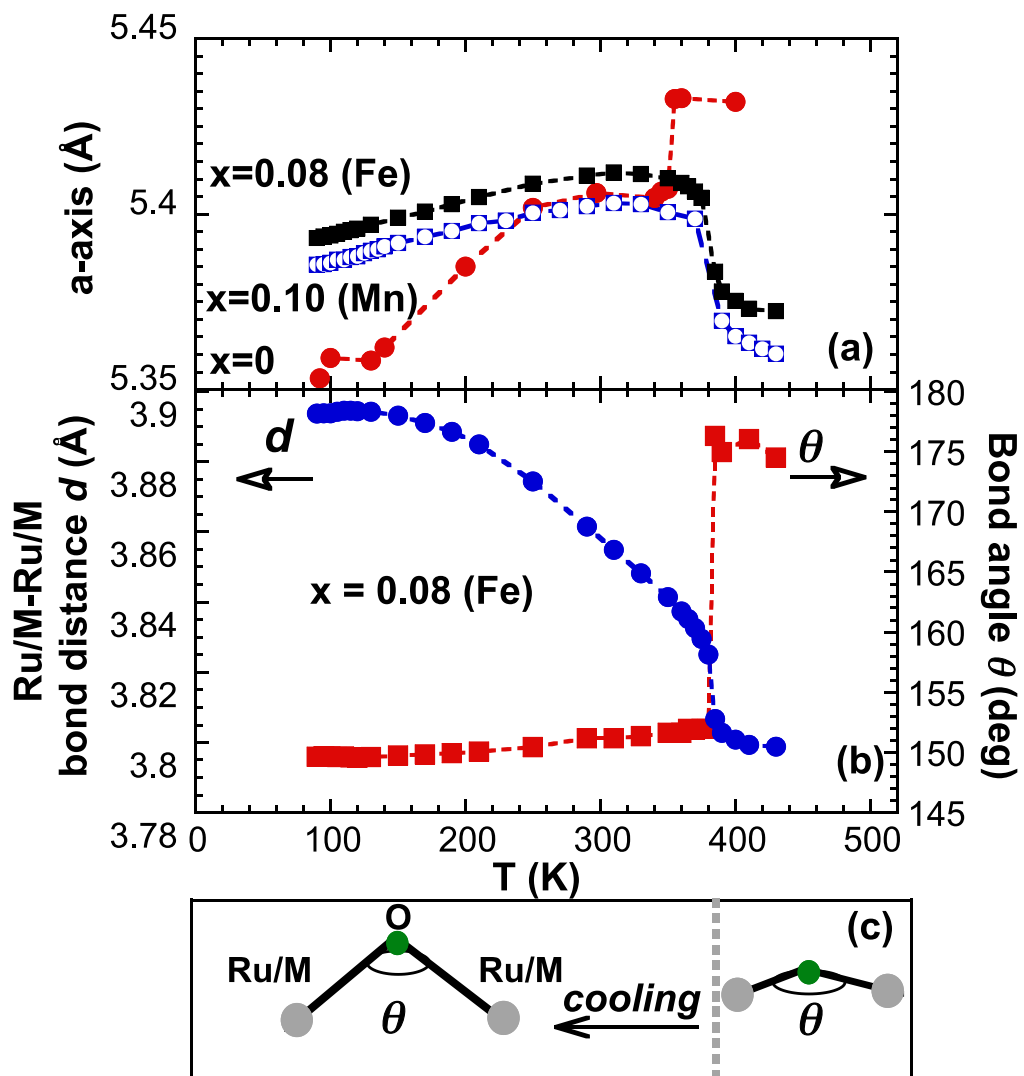 5.45
5.4
5.35
a-axis (Å)
x=0.08 (Fe)
x=0.10 (Mn)
x=0
(a)
3.9
3.88
3.86
3.84
3.82
3.8
3.78
Ru/M-Ru/M
bond distance d (Å)
d
θ
x = 0.08 (Fe)
(b)
180
175
170
165
160
155
150
145
Bond angle θ (deg)
0
100
200
300
400
500
T (K)
O
(c)
Ru/M
Ru/M
cooling
θ
θ